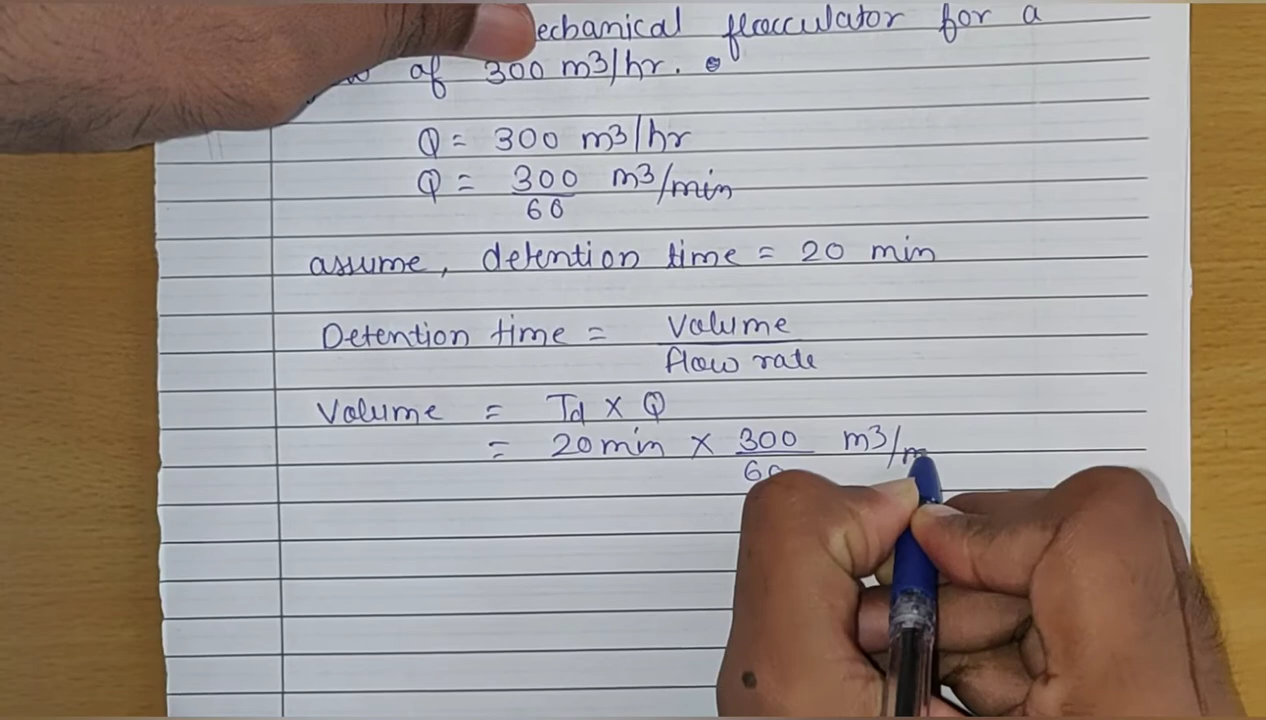 echanical flocculator for a
of 300 m3/hr.
Q = 300 m3/hr
Q = 300 m3/min
60
assume, detention time = 20 min
Detention time = Volume
flow rate
Volume = Td × Q
= 20 min × 300 m3/m
60